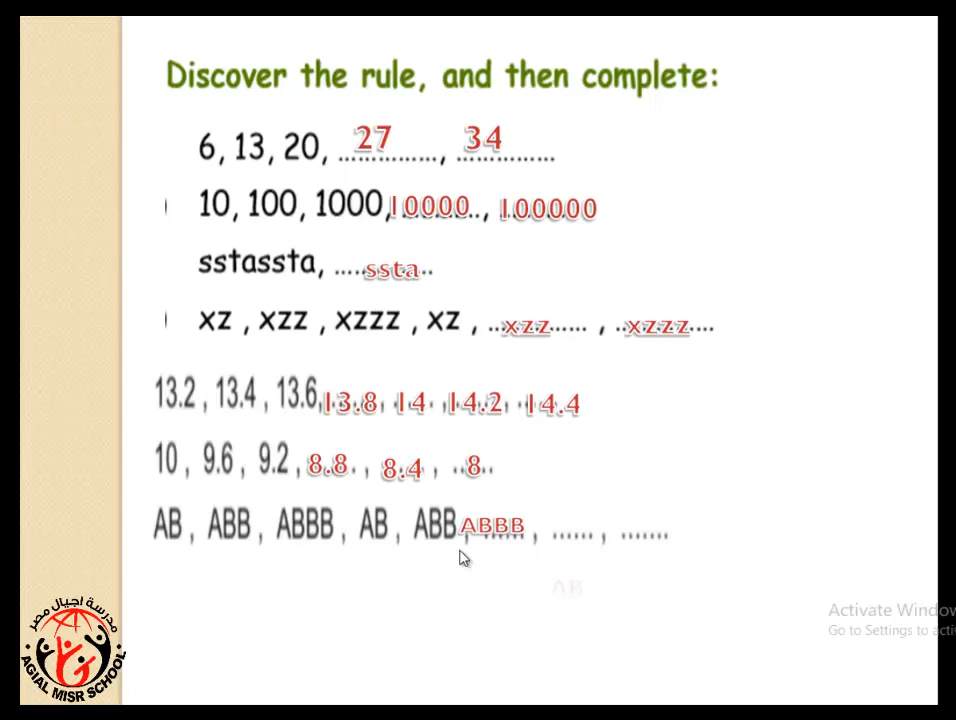 Discover the rule, and then complete:
6, 13, 20, ....27...., ....34....
10, 100, 1000, 10000, 100000
sstassta, .....ssta.....
xz , xzz , xzzz , xz , ...xzz...... , ..xzzz....
13.2 , 13.4 , 13.6, 13.8, 14, 14.2, 14.4
10 , 9.6 , 9.2 , 8.8 , 8.4 , ..8..
AB , ABB , ABBB , AB , ABB, ABBB , ...... , .......
AB
Activate Window
Go to Settings to acti
مدرسة اجيال مصر
AGIAL MISR SCHOOL